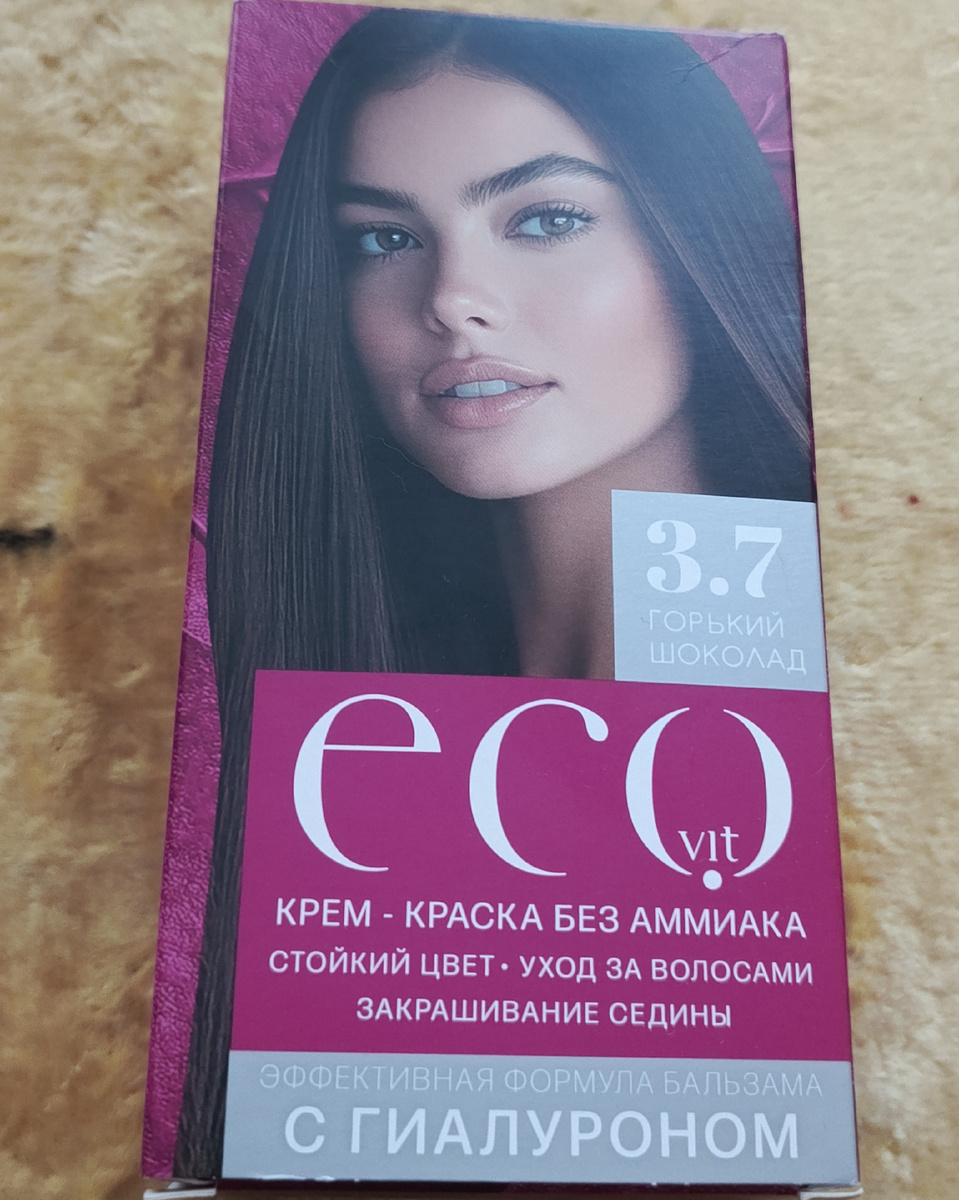 3.7
ГОРЬКИЙ
ШОКОЛАД
eco
vit
КРЕМ - КРАСКА БЕЗ АММИАКА
СТОЙКИЙ ЦВЕТ • УХОД ЗА ВОЛОСАМИ
ЗАКРАШИВАНИЕ СЕДИНЫ
ЭФФЕКТИВНАЯ ФОРМУЛА БАЛЬЗАМА
С ГИАЛУРОНОМ